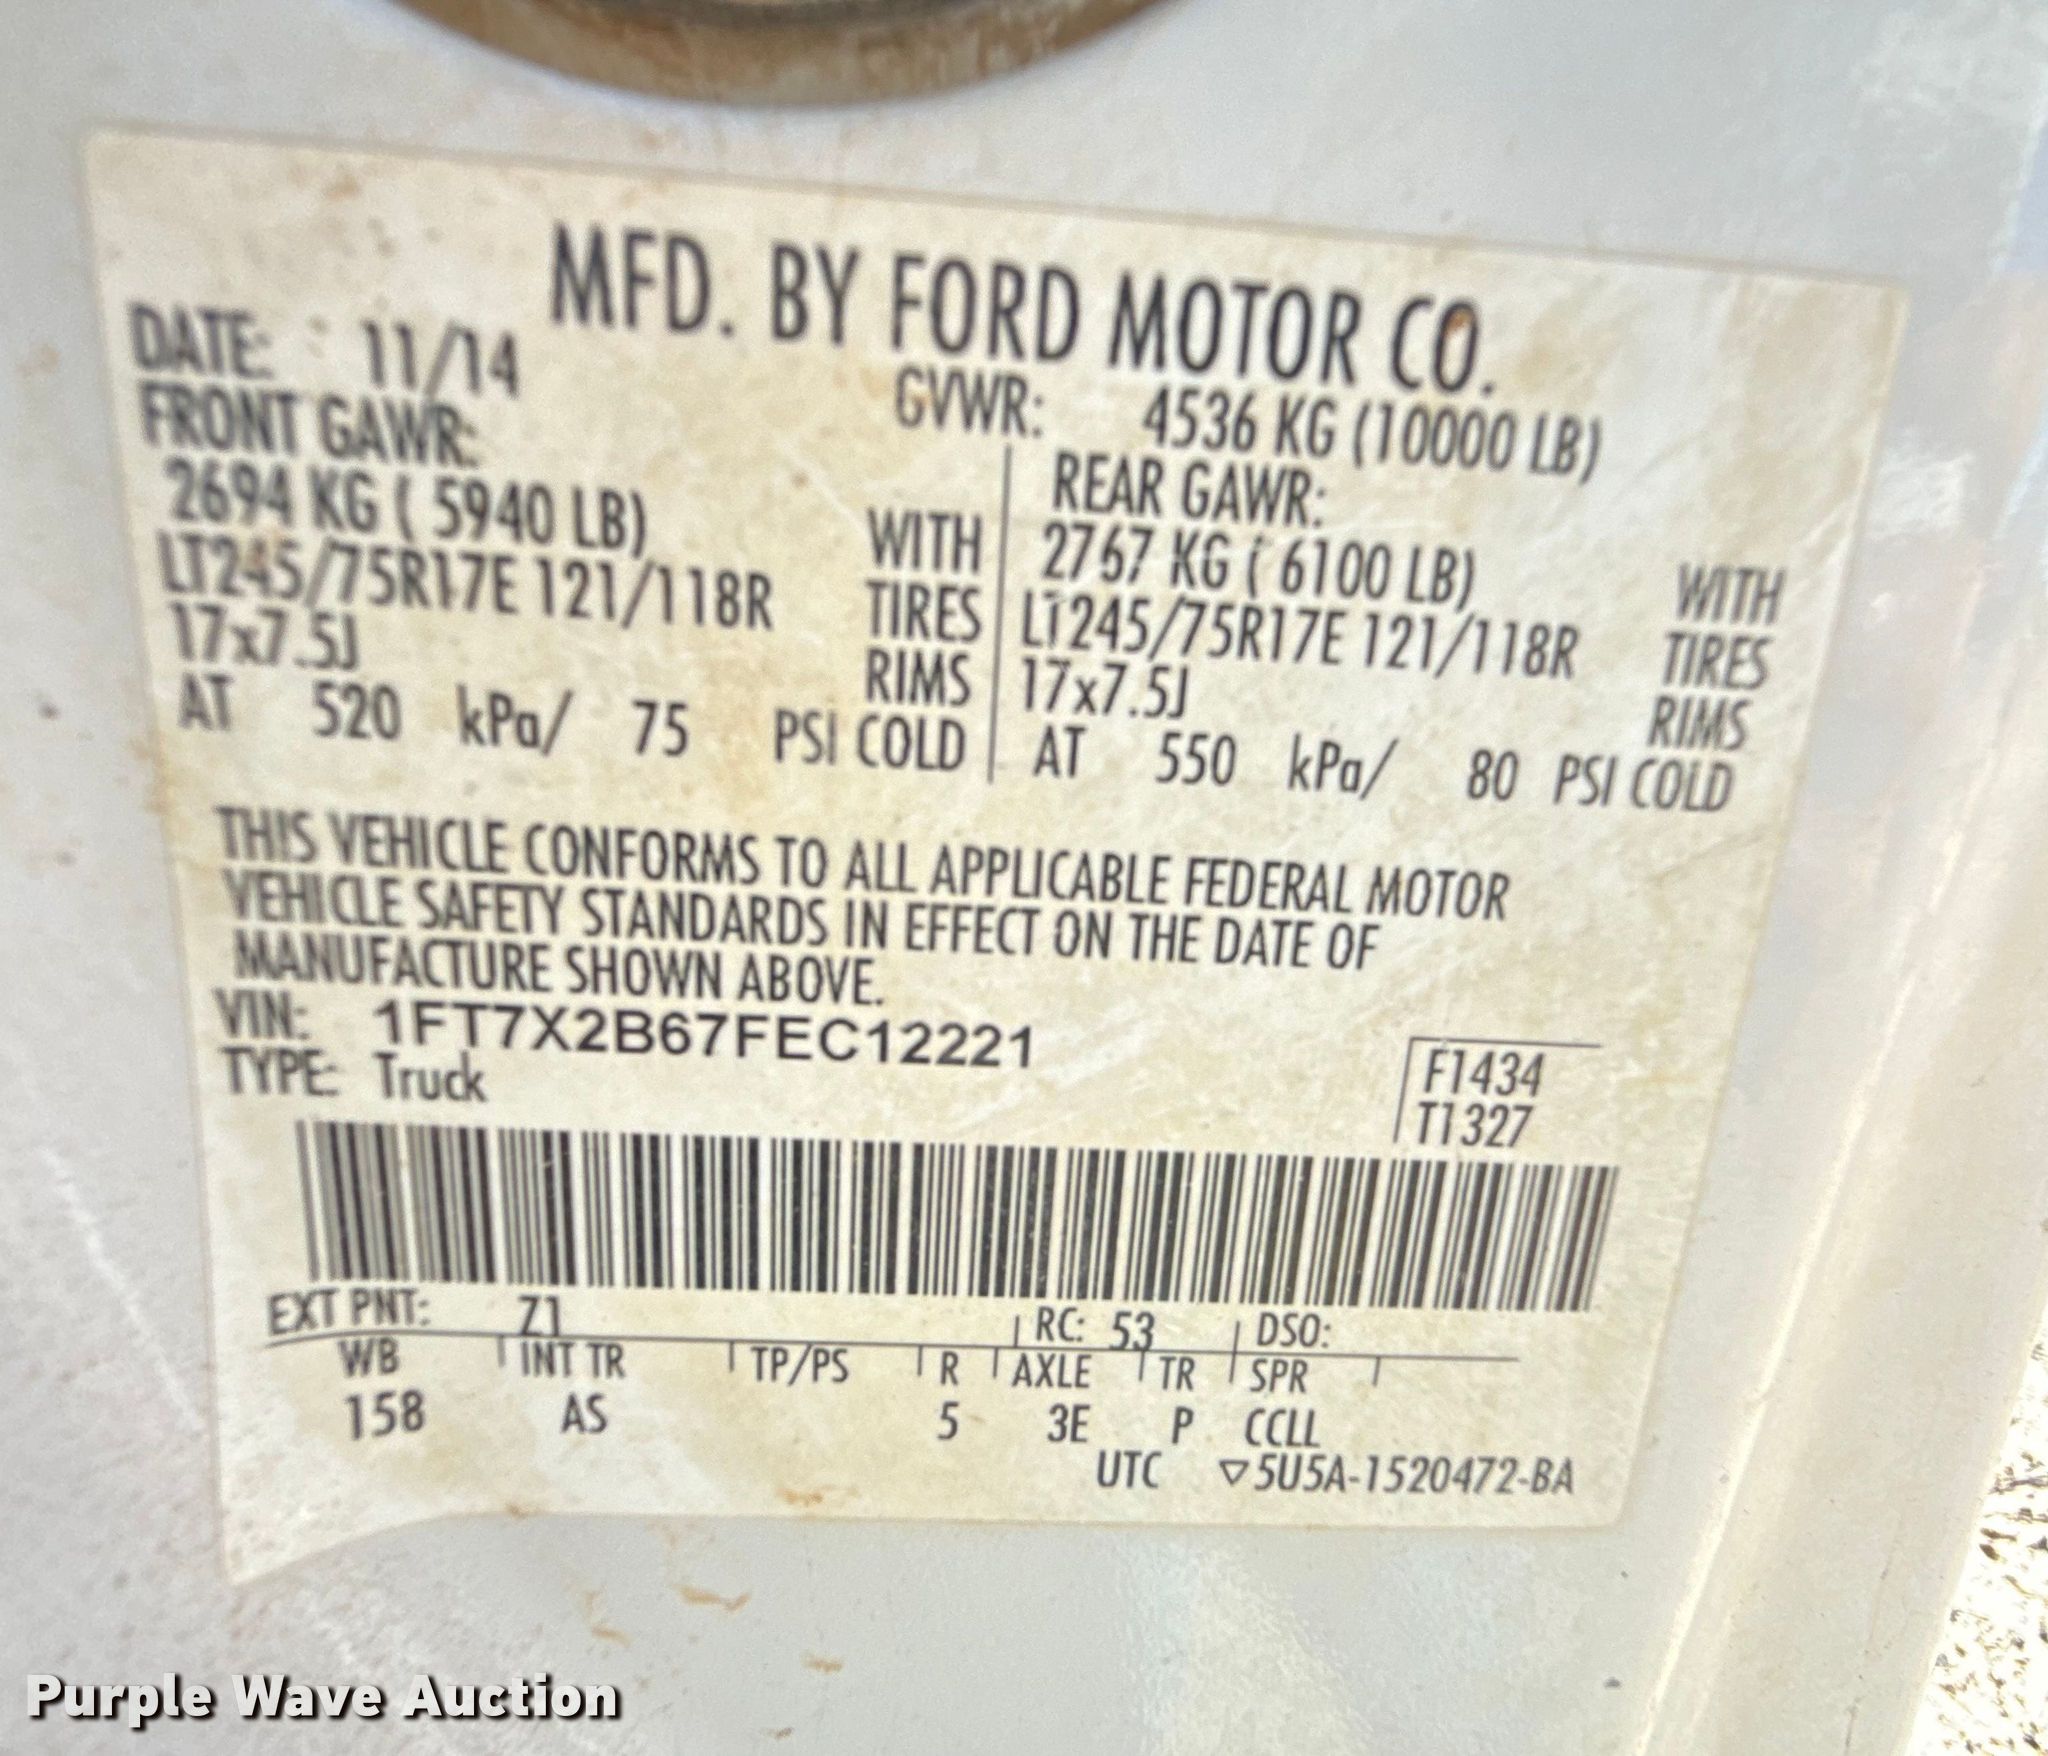 MFD. BY FORD MOTOR CO.
DATE: 11/14
GVWR: 4536 KG (10000 LB)
FRONT GAWR:
2694 KG ( 5940 LB) WITH
LT245/75R17E 121/118R TIRES
17x7.5J RIMS
AT 520 kPa/ 75 PSI COLD
REAR GAWR:
2767 KG ( 6100 LB) WITH
LT245/75R17E 121/118R TIRES
17x7.5J RIMS
AT 550 kPa/ 80 PSI COLD
THIS VEHICLE CONFORMS TO ALL APPLICABLE FEDERAL MOTOR
VEHICLE SAFETY STANDARDS IN EFFECT ON THE DATE OF
MANUFACTURE SHOWN ABOVE.
VIN: 1FT7X2B67FEC12221
TYPE: Truck
F1434
T1327
EXT PNT: Z1 RC: 53 DSO:
WB INT TR TP/PS R AXLE TR SPR
158 AS 5 3E P CCLL
UTC ▽5U5A-1520472-BA
Purple Wave Auction